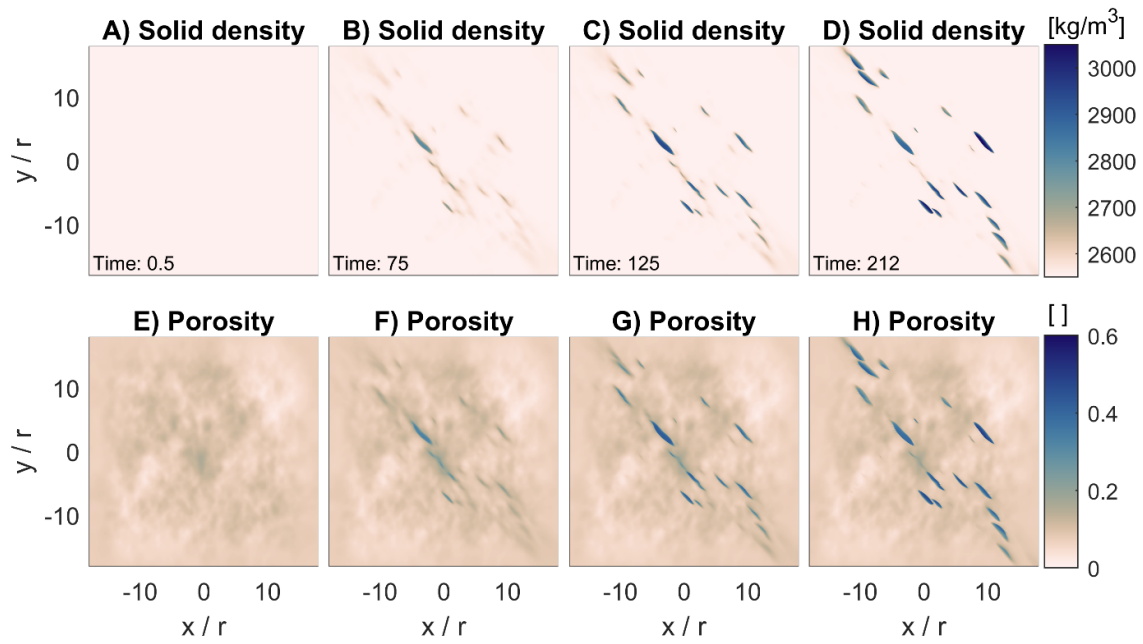 A) Solid density B) Solid density C) Solid density D) Solid density [kg/m³]
y / r
10
0
-10
Time: 0.5
Time: 75
Time: 125
Time: 212
3000
2900
2800
2700
2600
E) Porosity F) Porosity G) Porosity H) Porosity [ ]
y / r
10
0
-10
0.6
0.4
0.2
0
-10 0 10 -10 0 10 -10 0 10 -10 0 10
x / r x / r x / r x / r